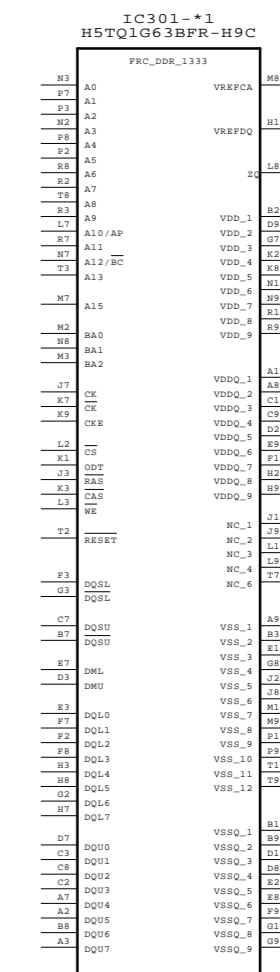 IC301-*1
H5TQ1G63BFR-H9C
FRC_DDR_1333
N3 A0 VREFCA M8
P7 A1
P3 A2
N2 A3 VREFDQ H1
P8 A4
P2 A5
R8 A6 ZQ L8
R2 A7
T8 A8
R3 A9 VDD_1 B2
L7 A10/AP VDD_2 D9
R7 A11 VDD_3 G7
N7 A12/BC VDD_4 K2
T3 A13 VDD_5 K8
VDD_6 N1
M7 A15 VDD_7 N9
VDD_8 R1
M2 BA0 VDD_9 R9
N8 BA1
M3 BA2
VDDQ_1 A1
J7 CK VDDQ_2 A8
K7 CK VDDQ_3 C1
K9 CKE VDDQ_4 C9
VDDQ_5 D2
L2 CS VDDQ_6 E9
K1 ODT VDDQ_7 F1
J3 RAS VDDQ_8 H2
K3 CAS VDDQ_9 H9
L3 WE
NC_1 J1
T2 RESET NC_2 J9
NC_3 L1
NC_4 L9
F3 DQSL NC_6 T7
G3 DQSL
C7 DQSU VSS_1 A9
B7 DQSU VSS_2 B3
VSS_3 E1
E7 DML VSS_4 G8
D3 DMU VSS_5 J2
VSS_6 J8
E3 DQL0 VSS_7 M1
F7 DQL1 VSS_8 M9
F2 DQL2 VSS_9 P1
F8 DQL3 VSS_10 P9
H3 DQL4 VSS_11 T1
H8 DQL5 VSS_12 T9
G2 DQL6
H7 DQL7
VSSQ_1 B1
D7 DQU0 VSSQ_2 B9
C3 DQU1 VSSQ_3 D1
C8 DQU2 VSSQ_4 D8
C2 DQU3 VSSQ_5 E2
A7 DQU4 VSSQ_6 E8
A2 DQU5 VSSQ_7 F9
B8 DQU6 VSSQ_8 G1
A3 DQU7 VSSQ_9 G9